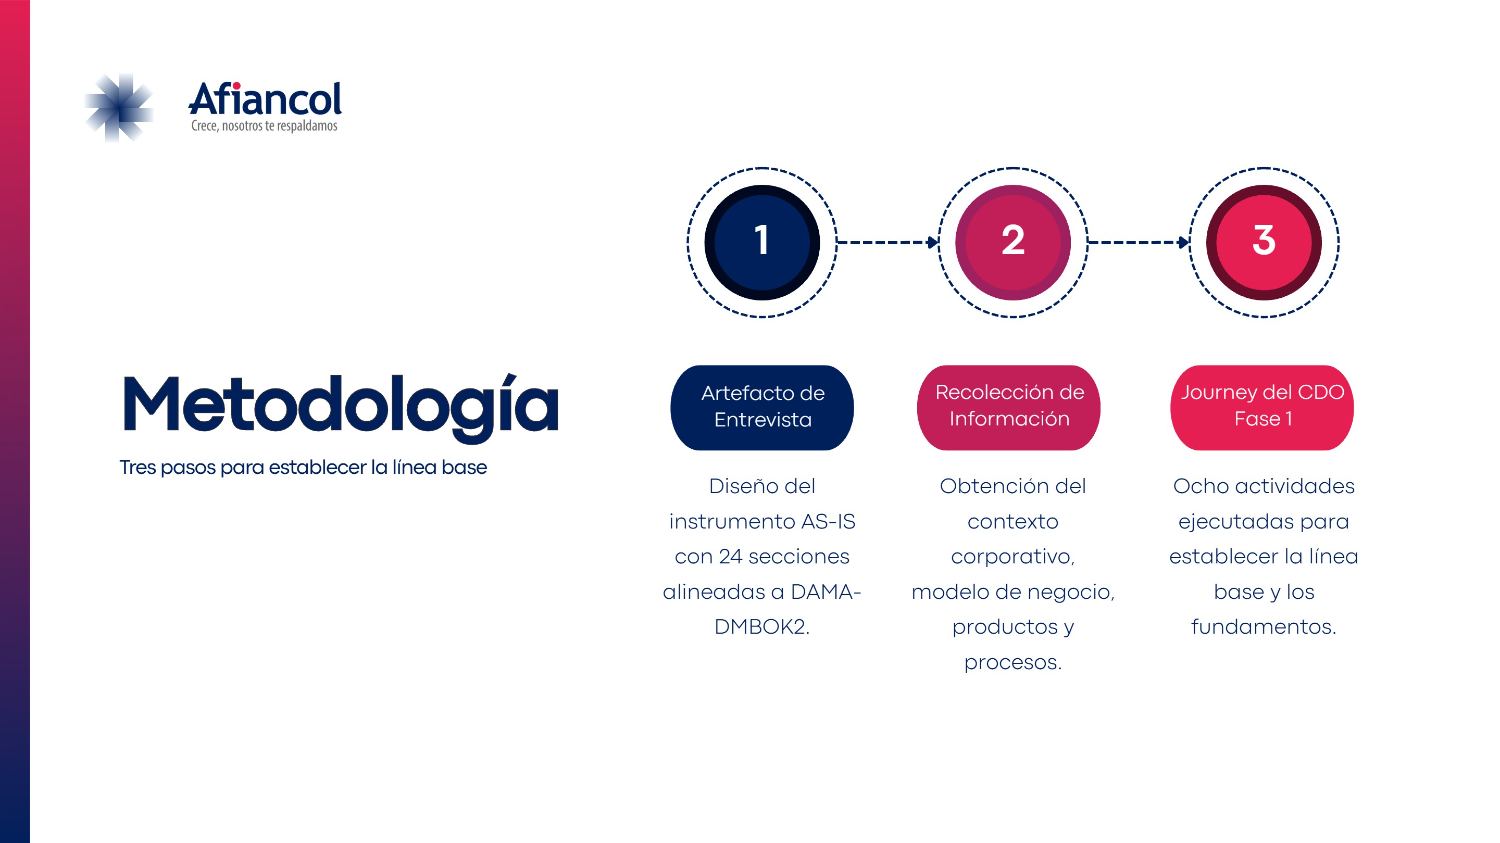 Afiancol
Crece, nosotros te respaldamos
Metodología
Tres pasos para establecer la línea base
1
Artefacto de
Entrevista
Diseño del
instrumento AS-IS
con 24 secciones
alineadas a DAMA-
DMBOK2.
2
Recolección de
Información
Obtención del
contexto
corporativo,
modelo de negocio,
productos y
procesos.
3
Journey del CDO
Fase 1
Ocho actividades
ejecutadas para
establecer la línea
base y los
fundamentos.